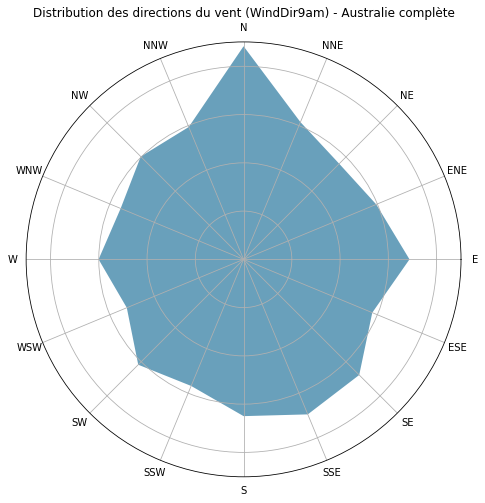 Distribution des directions du vent (WindDir9am) - Australie complète
N
NNW
NNE
NW
NE
WNW
ENE
W
E
WSW
ESE
SW
SE
SSW
SSE
S